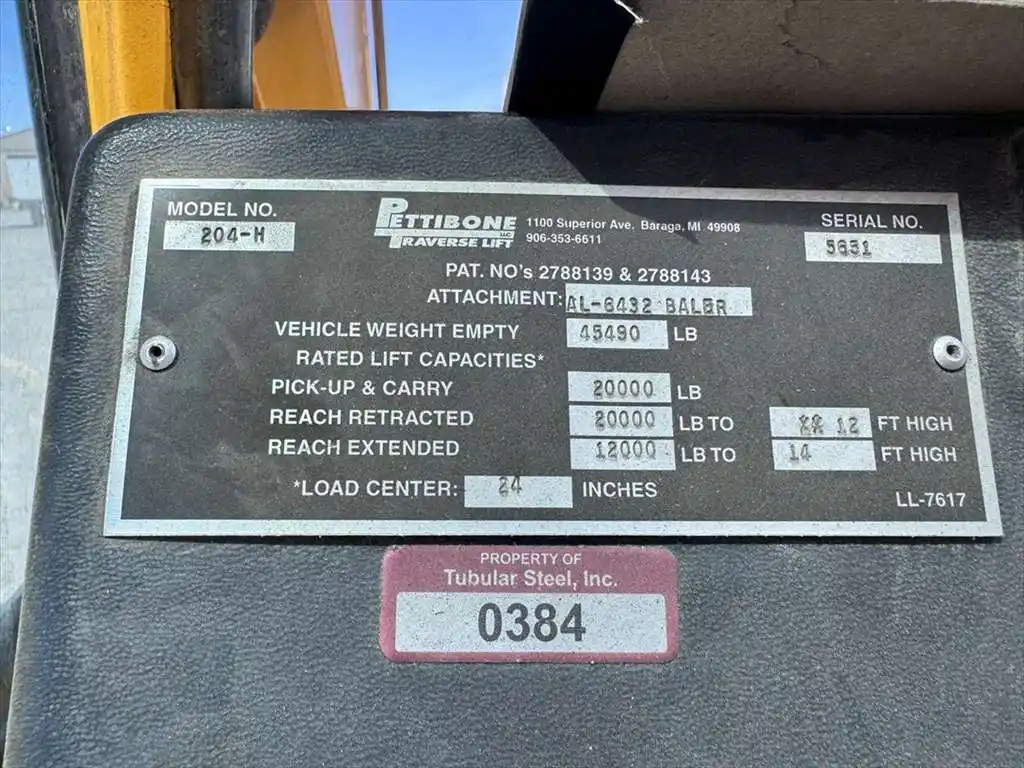 MODEL NO.
204-H
PETTIBONE LLC
TRAVERSE LIFT
1100 Superior Ave. Baraga, MI 49908
906-353-6611
SERIAL NO.
5651
PAT. NO's 2788139 & 2788143
ATTACHMENT: AL-6432 BALER
VEHICLE WEIGHT EMPTY 45490 LB
RATED LIFT CAPACITIES*
PICK-UP & CARRY 20000 LB
REACH RETRACTED 20000 LB TO 12 FT HIGH
REACH EXTENDED 12000 LB TO 14 FT HIGH
*LOAD CENTER: 24 INCHES
LL-7617
PROPERTY OF
Tubular Steel, Inc.
0384